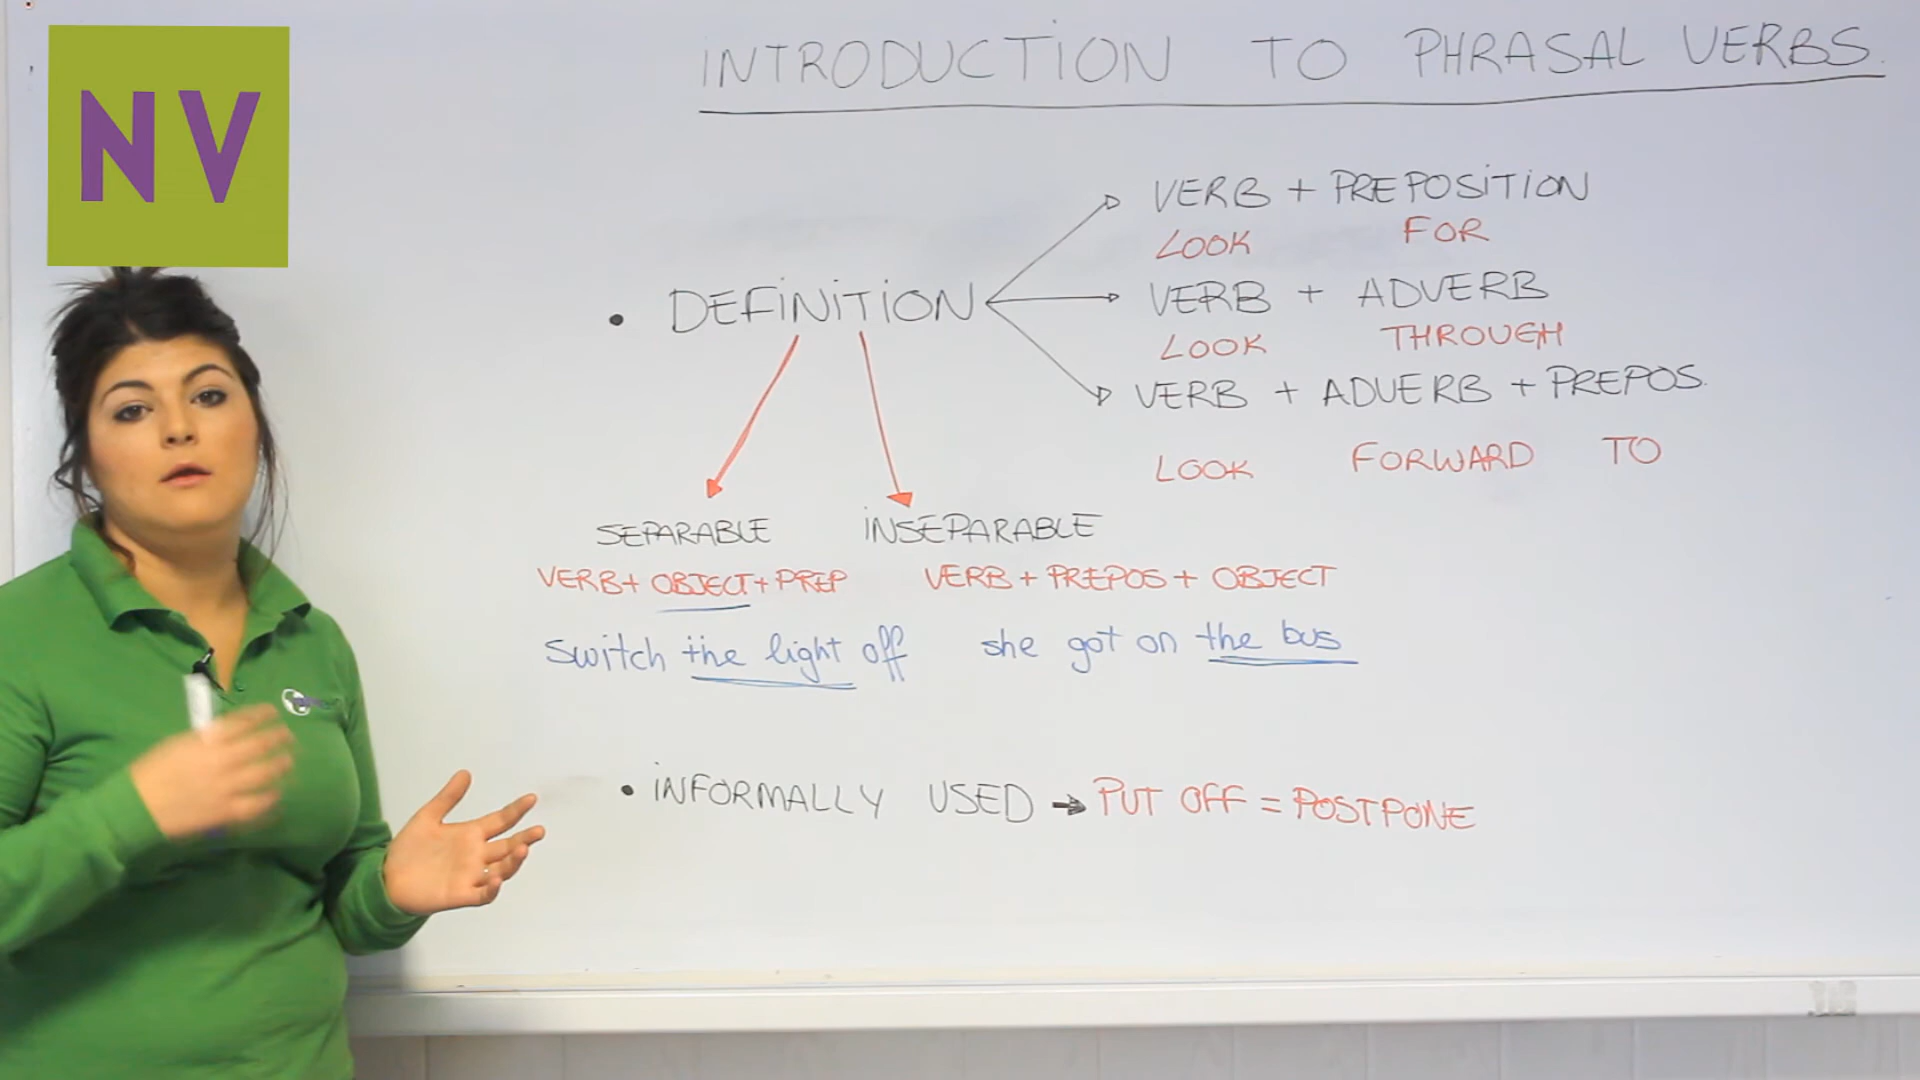 NV
INTRODUCTION TO PHRASAL VERBS.
VERB + PREPOSITION
LOOK FOR
• DEFINITION
VERB + ADVERB
LOOK THROUGH
VERB + ADVERB + PREPOS.
LOOK FORWARD TO
SEPARABLE INSEPARABLE
VERB + OBJECT + PREP VERB + PREPOS + OBJECT
switch the light off she got on the bus
• INFORMALLY USED → PUT OFF = POSTPONE